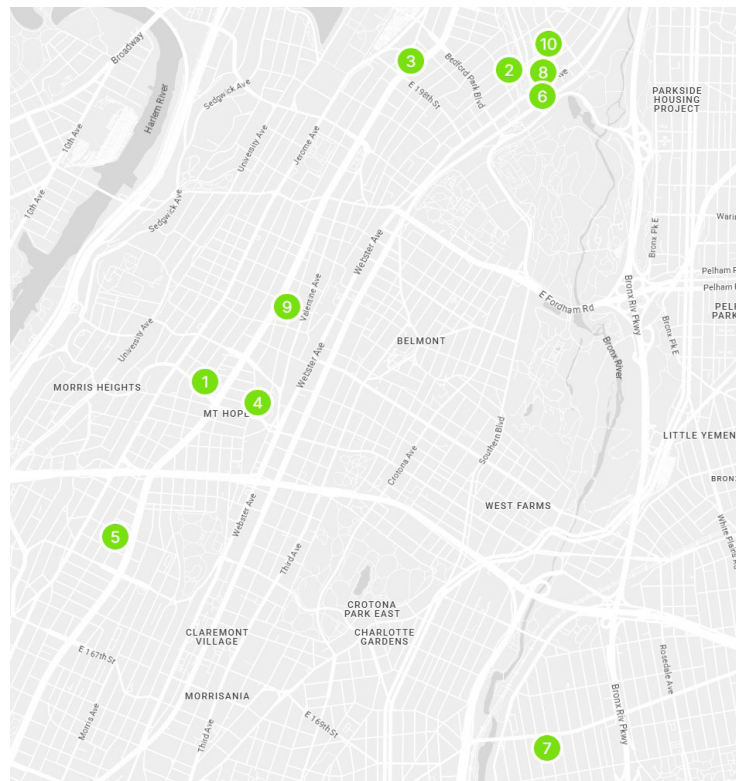 10
Broadway
3
Bedford Park Blvd
2
8
6
Sedgwick Ave
Harlem River
E 198th St
PARKSIDE
HOUSING
PROJECT
10th Ave
University Ave
Jerome Ave
10th Ave
Sedgwick Ave
Bronx Pk E
Webster Ave
Pelham
Pelham
E Fordham Rd
Bronx Riv Pkwy
Valentine Ave
9
University Ave
Webster Ave
BELMONT
Bronx River
Bronx Pk E
1
MORRIS HEIGHTS
4
MT HOPE
Southern Blvd
LITTLE YEMEN
Crotona Ave
Webster Ave
WEST FARMS
5
Third Ave
CROTONA
PARK EAST
CLAREMONT
VILLAGE
CHARLOTTE
GARDENS
E 167th St
Rosedale Ave
MORRISANIA
Morris Ave
Third Ave
E 169th St
Bronx Riv Pkwy
7